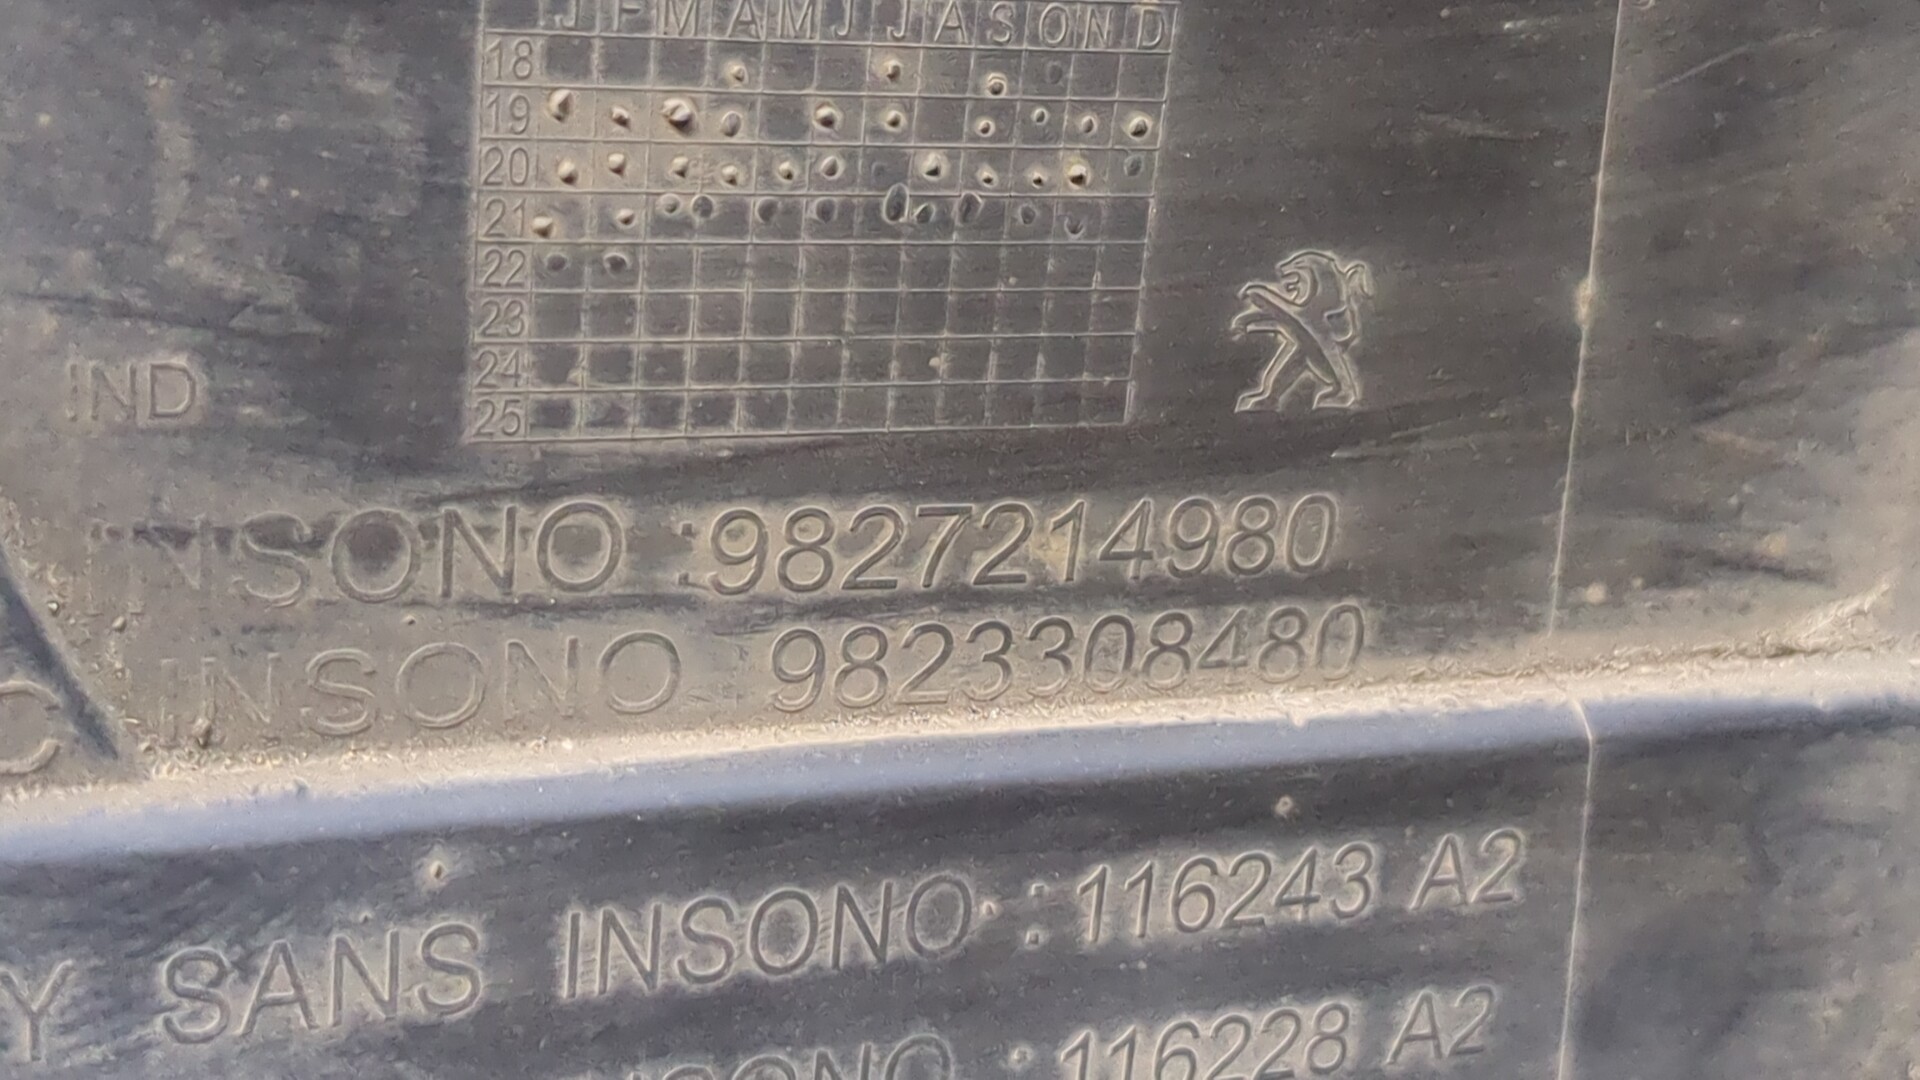 J F M A M J J A S O N D
18
19
20
21
22
23
24
25
IND
INSONO :9827214980
C INSONO : 9823308480
Y SANS INSONO :116243 A2
INSONO :116228 A2